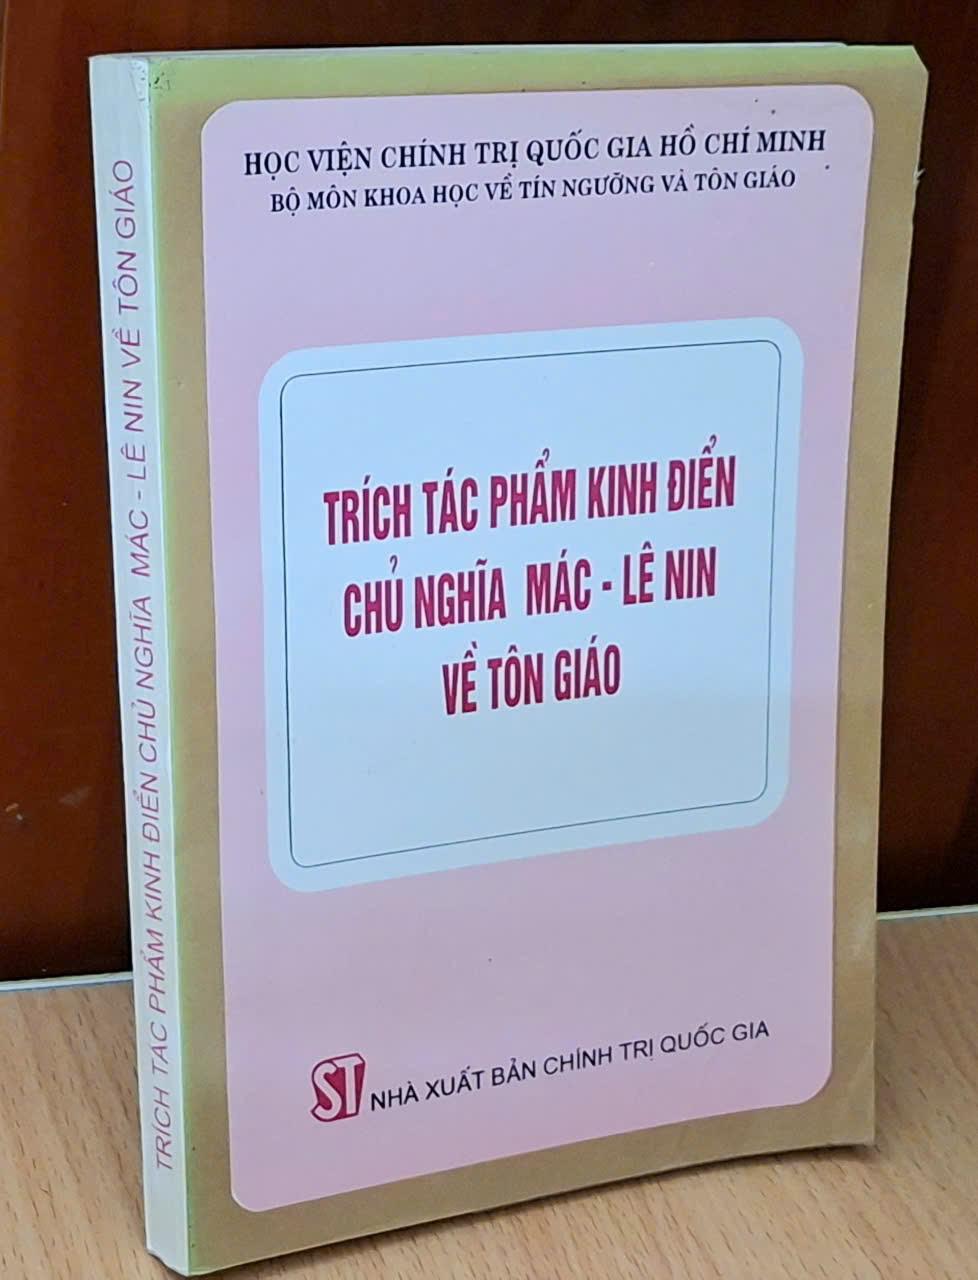 HỌC VIỆN CHÍNH TRỊ QUỐC GIA HỒ CHÍ MINH
BỘ MÔN KHOA HỌC VỀ TÍN NGƯỠNG VÀ TÔN GIÁO
TRÍCH TÁC PHẨM KINH ĐIỂN
CHỦ NGHĨA MÁC - LÊ NIN
VỀ TÔN GIÁO
ST NHÀ XUẤT BẢN CHÍNH TRỊ QUỐC GIA
TRÍCH TÁC PHẨM KINH ĐIỂN CHỦ NGHĨA MÁC - LÊ NIN VỀ TÔN GIÁO